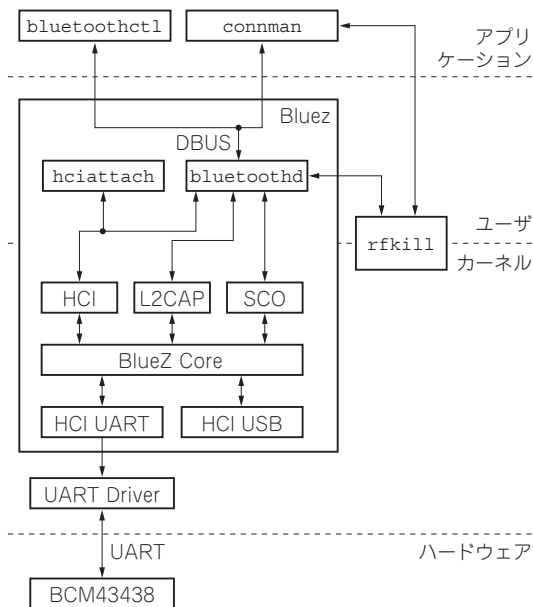 bluetoothctl
connman
アプリ
ケーション
Bluez
DBUS
hciattach
bluetoothd
ユーザ
rfkill
カーネル
HCI
L2CAP
SCO
BlueZ Core
HCI UART
HCI USB
UART Driver
UART
ハードウェア
BCM43438